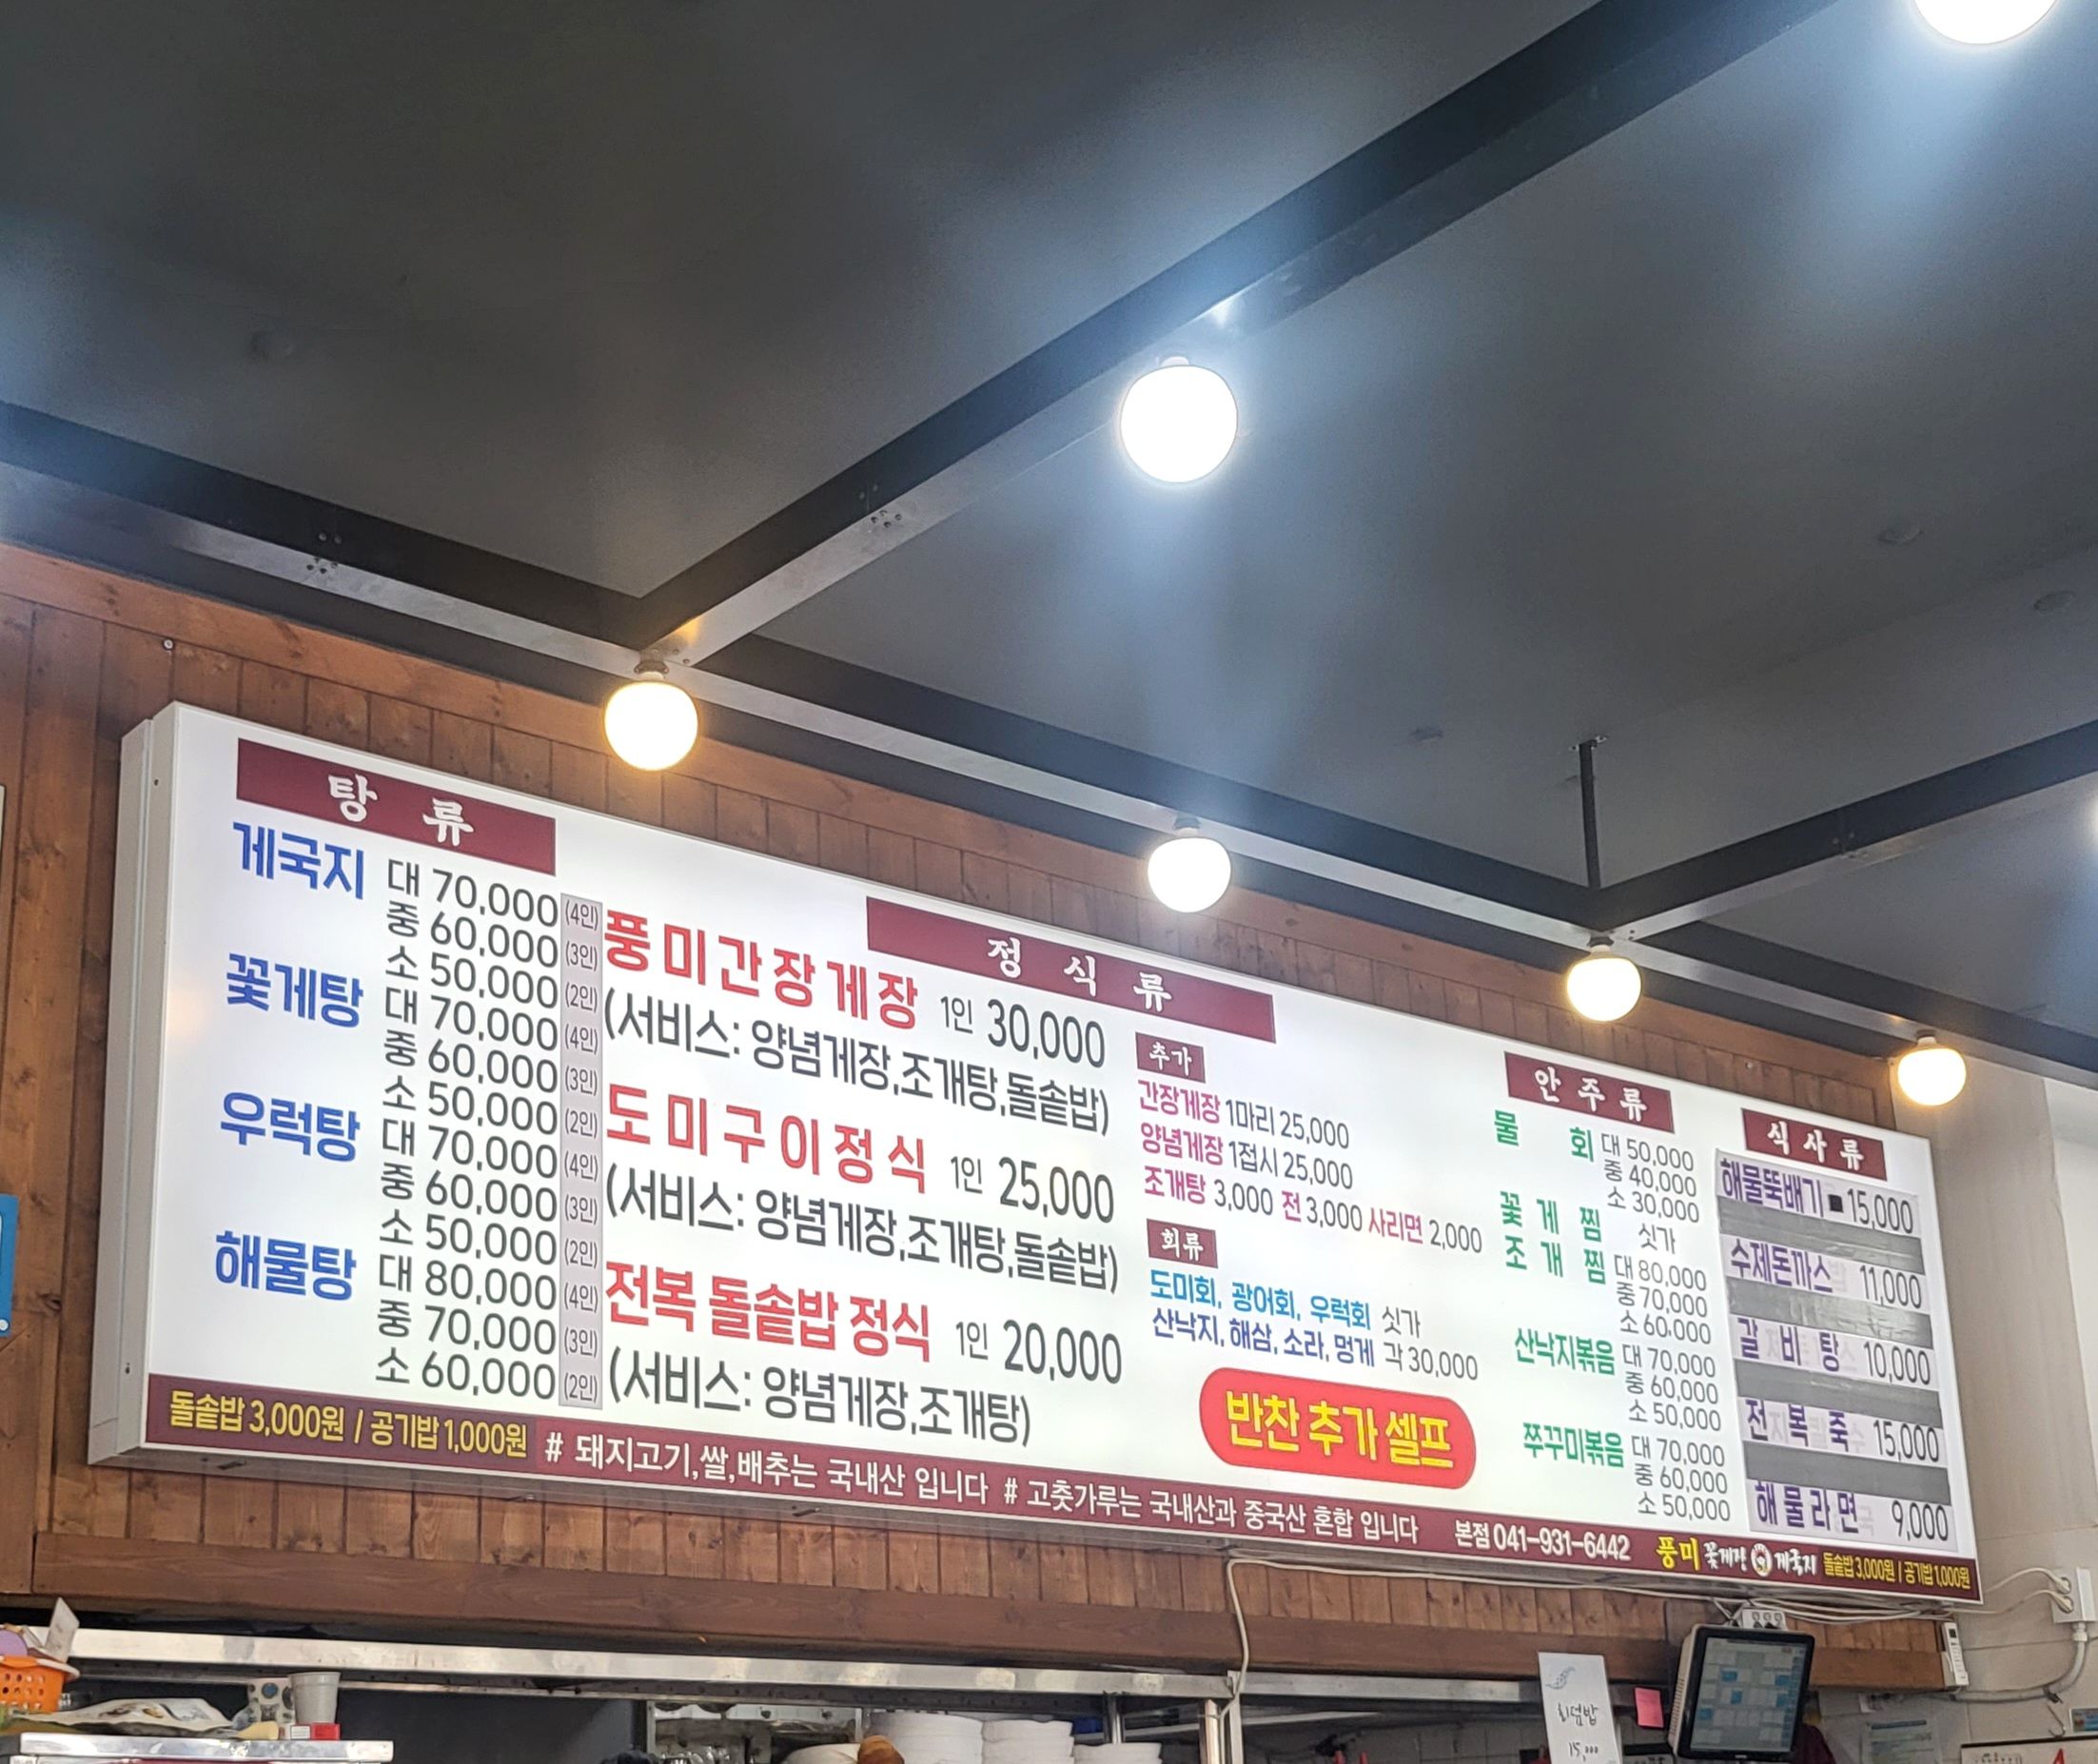 탕 류
게국지 대 70,000 (4인)
중 60,000 (3인)
소 50,000 (2인)
꽃게탕 대 70,000 (4인)
중 60,000 (3인)
소 50,000 (2인)
우럭탕 대 70,000 (4인)
중 60,000 (3인)
소 50,000 (2인)
해물탕 대 80,000 (4인)
중 70,000 (3인)
소 60,000 (2인)
정 식 류
풍미간장게장 1인 30,000
(서비스: 양념게장,조개탕,돌솥밥)
도미구이정식 1인 25,000
(서비스: 양념게장,조개탕,돌솥밥)
전복 돌솥밥 정식 1인 20,000
(서비스: 양념게장,조개탕)
추가
간장게장 1마리 25,000
양념게장 1접시 25,000
조개탕 3,000 전 3,000 사리면 2,000
회류
도미회, 광어회, 우럭회 싯가
산낙지, 해삼, 소라, 멍게 각 30,000
반찬 추가 셀프
안 주 류
물 회 대 50,000
중 40,000
소 30,000
꽃 게 찜 싯가
조 개 찜 대 80,000
중 70,000
소 60,000
산낙지볶음 대 70,000
중 60,000
소 50,000
쭈꾸미볶음 대 70,000
중 60,000
소 50,000
식 사 류
해물뚝배기 15,000
수제돈까스 11,000
갈 비 탕 10,000
전 복 죽 15,000
해 물 라 면 9,000
돌솥밥 3,000원 / 공기밥 1,000원 # 돼지고기,쌀,배추는 국내산 입니다 # 고춧가루는 국내산과 중국산 혼합 입니다 본점 041-931-6442 풍미 꽃게장 게국지 돌솥밥 3,000원 / 공기밥 1,000원
회덮밥
15,000